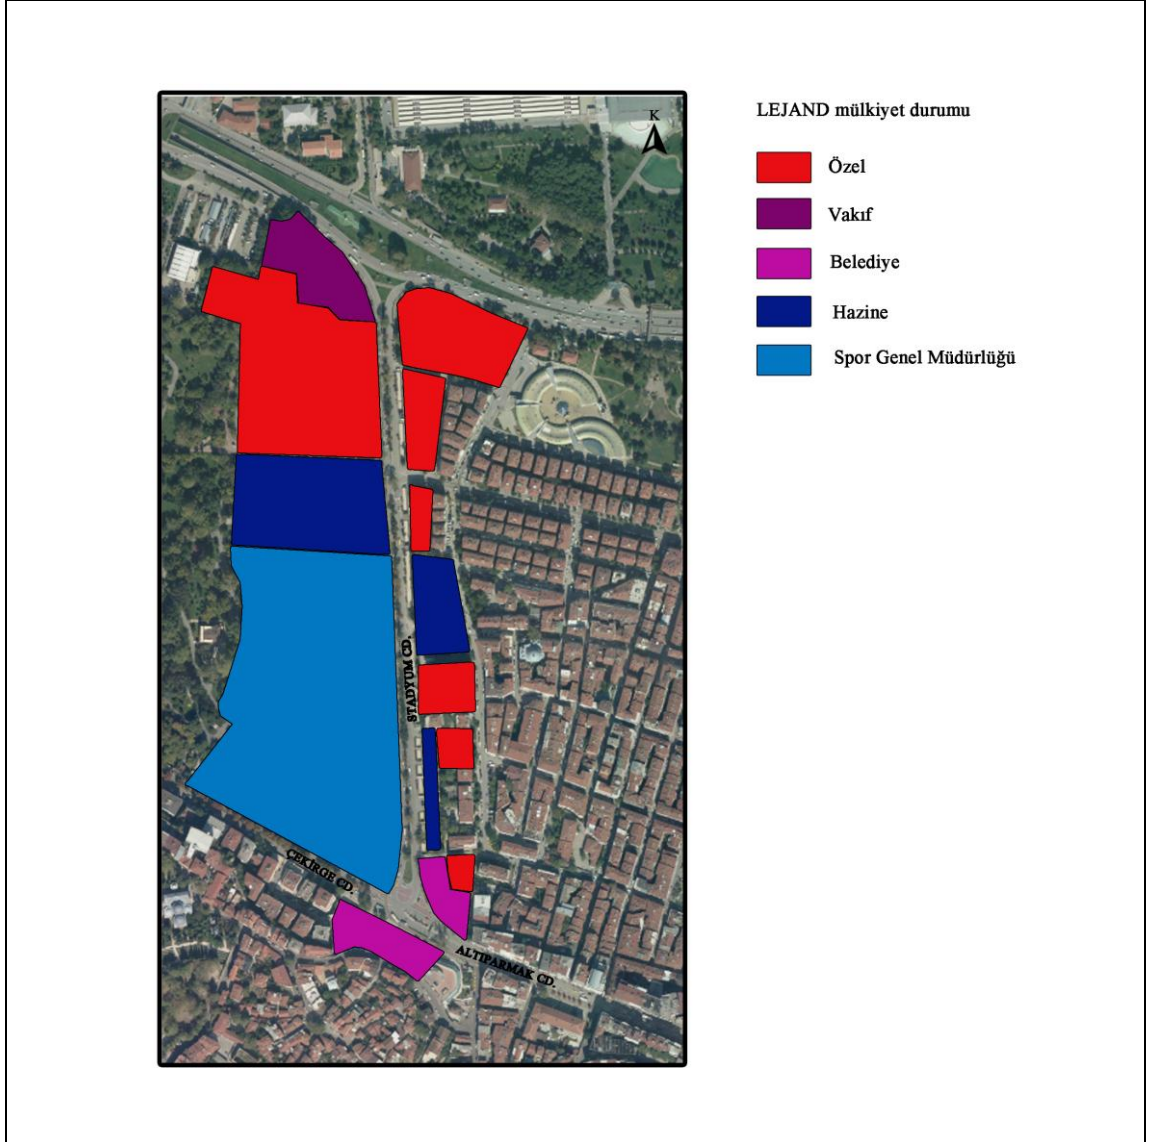 LEJAND mülkiyet durumu
K
Özel
Vakıf
Belediye
Hazine
Spor Genel Müdürlüğü
STADYUM CD.
ÇEKİRGE CD.
ALTIPARMAK CD.